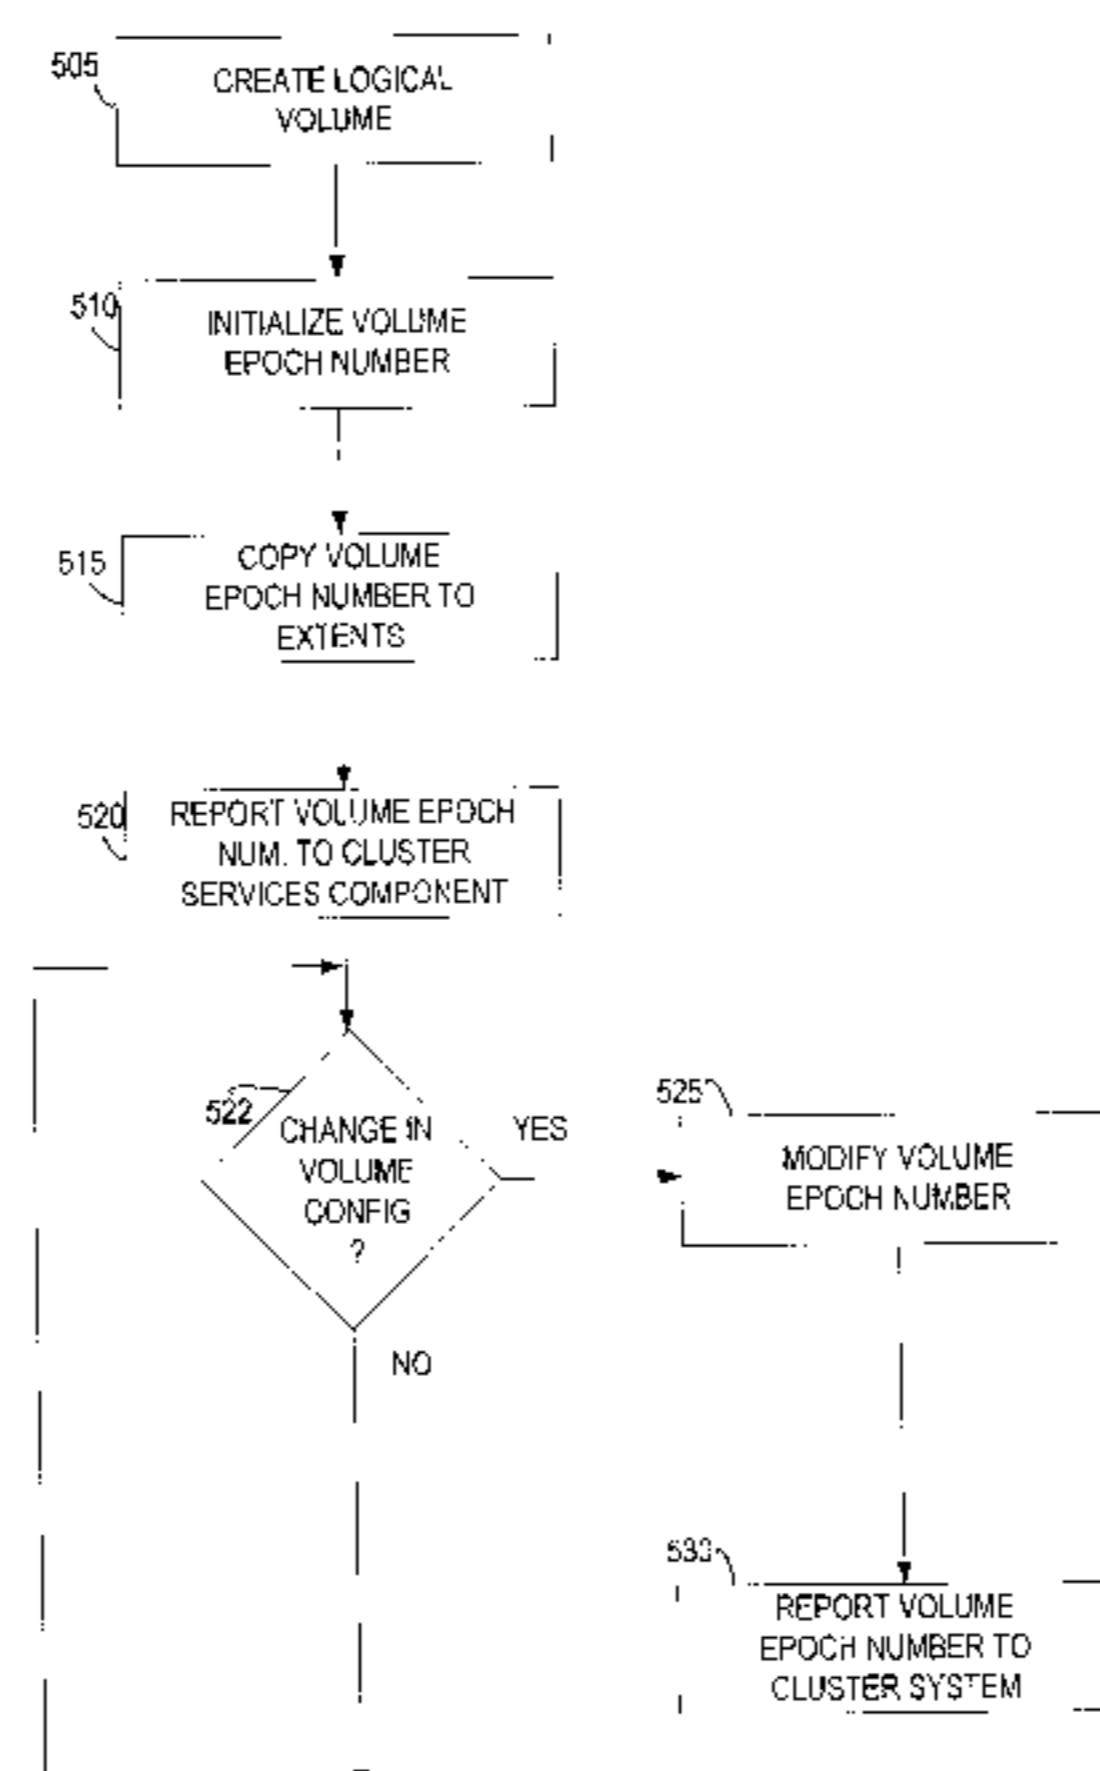 505
CREATE LOGICAL
VOLUME
510
INITIALIZE VOLUME
EPOCH NUMBER
515
COPY VOLUME
EPOCH NUMBER TO
EXTENTS
520
REPORT VOLUME EPOCH
NUM. TO CLUSTER
SERVICES COMPONENT
522
CHANGE IN
VOLUME
CONFIG
?
YES
NO
525
MODIFY VOLUME
EPOCH NUMBER
530
REPORT VOLUME
EPOCH NUMBER TO
CLUSTER SYSTEM